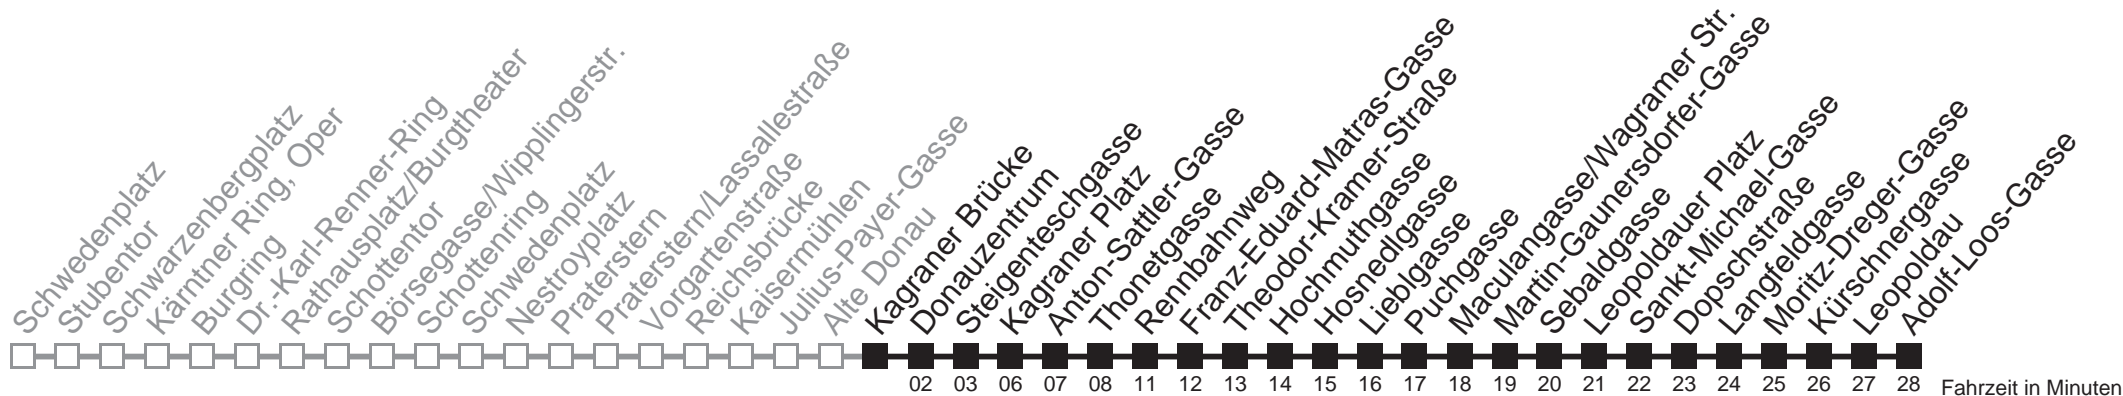 Schwedenplatz
Stubentor
Schwarzenbergplatz
Kärntner Ring, Oper
Burgring
Dr.-Karl-Renner-Ring
Rathausplatz/Burgtheater
Schottentor
Börsegasse/Wipplingerstr.
Schottenring
Schwedenplatz
Nestroyplatz
Praterstern
Praterstern/Lassallestraße
Vorgartenstraße
Reichsbrücke
Kaisermühlen
Julius-Payer-Gasse
Alte Donau
Kagraner Brücke
Donauzentrum
Steigenteschgasse
Kagraner Platz
Anton-Sattler-Gasse
Thonetgasse
Rennbahnweg
Franz-Eduard-Matras-Gasse
Theodor-Kramer-Straße
Hochmuthgasse
Hosnedlgasse
Lieblgasse
Puchgasse
Maculangasse/Wagramer Str.
Martin-Gaunersdorfer-Gasse
Sebaldgasse
Leopoldauer Platz
Sankt-Michael-Gasse
Dopschstraße
Langfeldgasse
Moritz-Dreger-Gasse
Kürschnergasse
Leopoldau
Adolf-Loos-Gasse
02 03 06 07 08 11 12 13 14 15 16 17 18 19 20 21 22 23 24 25 26 27 28 Fahrzeit in Minuten